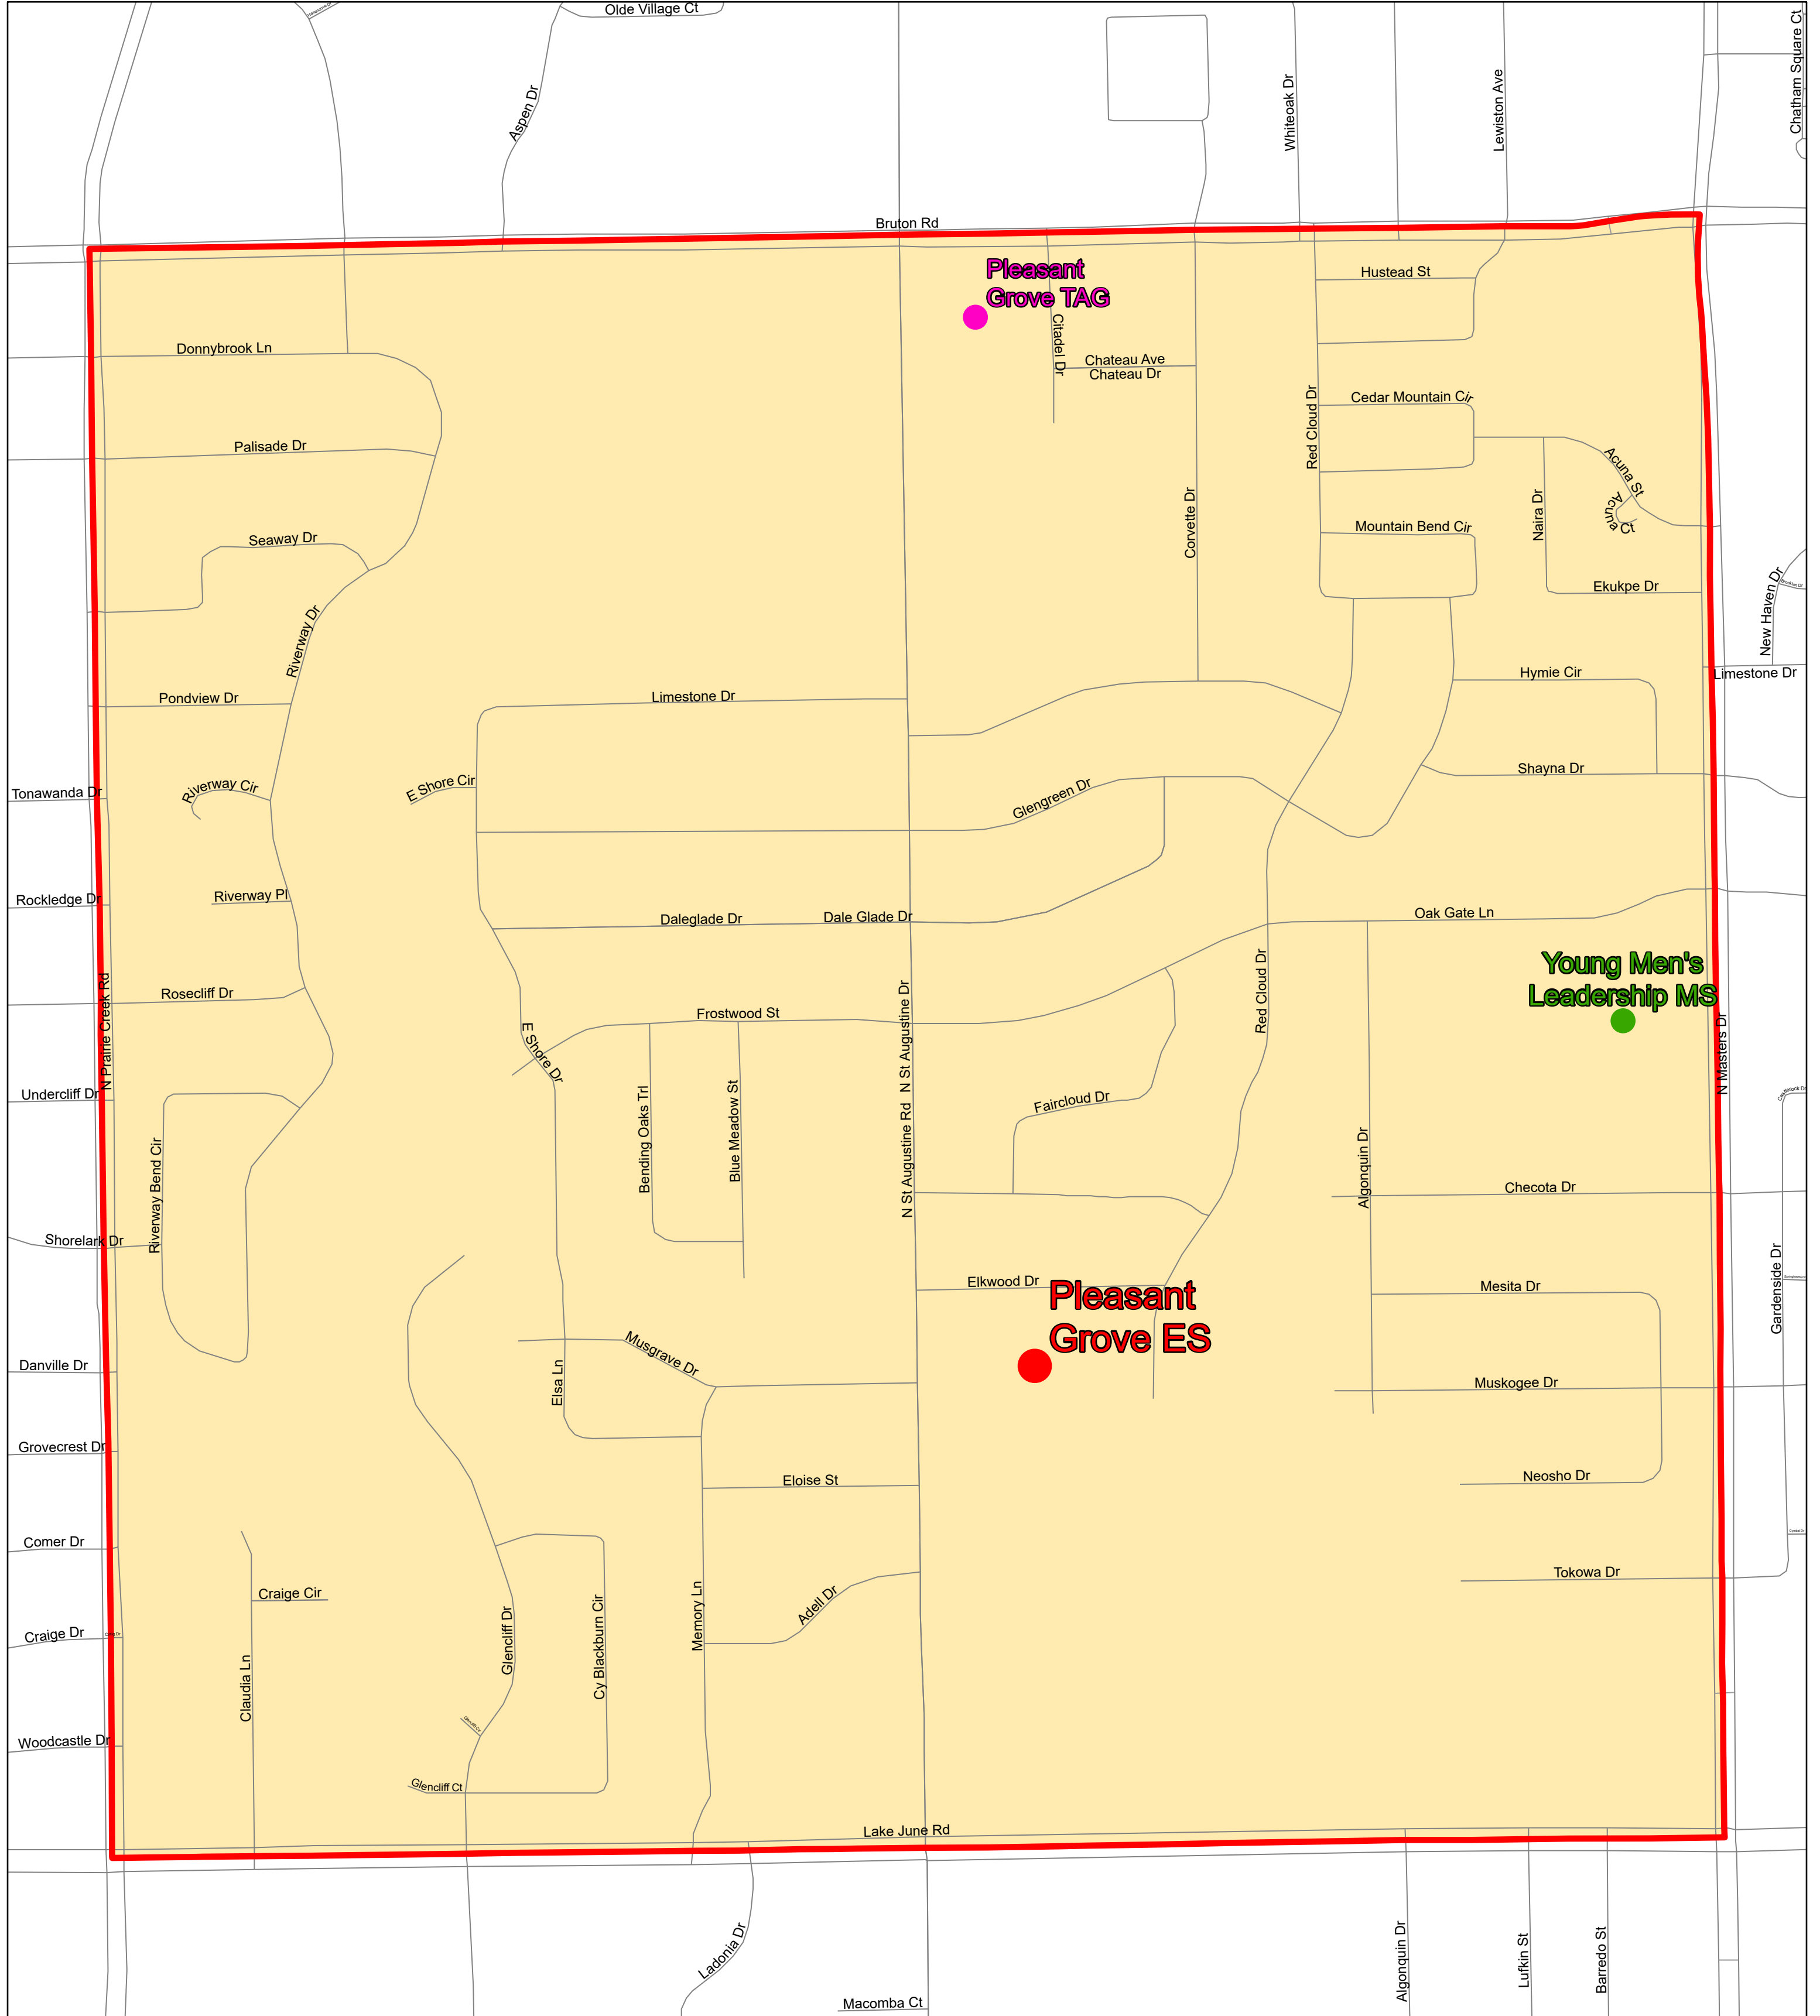 Olde Village Ct
Chatham Square Ct
Aspen Dr
Whiteoak Dr
Lewiston Ave
Bruton Rd
Pleasant
Grove TAG
Hustead St
Citadel Dr
Donnybrook Ln
Chateau Ave
Chateau Dr
Red Cloud Dr
Cedar Mountain Cir
Palisade Dr
Acuna St
Acuna Ct
Naira Dr
Corvette Dr
Mountain Bend Cir
Seaway Dr
Ekukpe Dr
New Haven Dr
Riverway Dr
Limestone Dr
Hymie Cir
Pondview Dr
Limestone Dr
Shayna Dr
Tonawanda Dr
Riverway Cir
E Shore Cir
Glengreen Dr
Rockledge Dr
Riverway Pl
Daleglade Dr
Dale Glade Dr
Oak Gate Ln
Young Men's
Leadership MS
Rosecliff Dr
N Prairie Creek Rd
Frostwood St
N St Augustine Dr
Red Cloud Dr
N Masters Dr
E Shore Dr
Undercliff Dr
Bending Oaks Trl
Blue Meadow St
N St Augustine Rd
Faircloud Dr
Algonquin Dr
Riverway Bend Cir
Checota Dr
Shorelark Dr
Gardenside Dr
Elkwood Dr
Mesita Dr
Pleasant
Grove ES
Musgrave Dr
Elsa Ln
Danville Dr
Muskogee Dr
Grovecrest Dr
Eloise St
Neosho Dr
Comer Dr
Craige Cir
Tokowa Dr
Craige Dr
Claudia Ln
Glencliff Dr
Cy Blackburn Cir
Memory Ln
Adell Dr
Woodcastle Dr
Glencliff Ct
Lake June Rd
Ladonia Dr
Algonquin Dr
Lufkin St
Barredo St
Macomba Ct